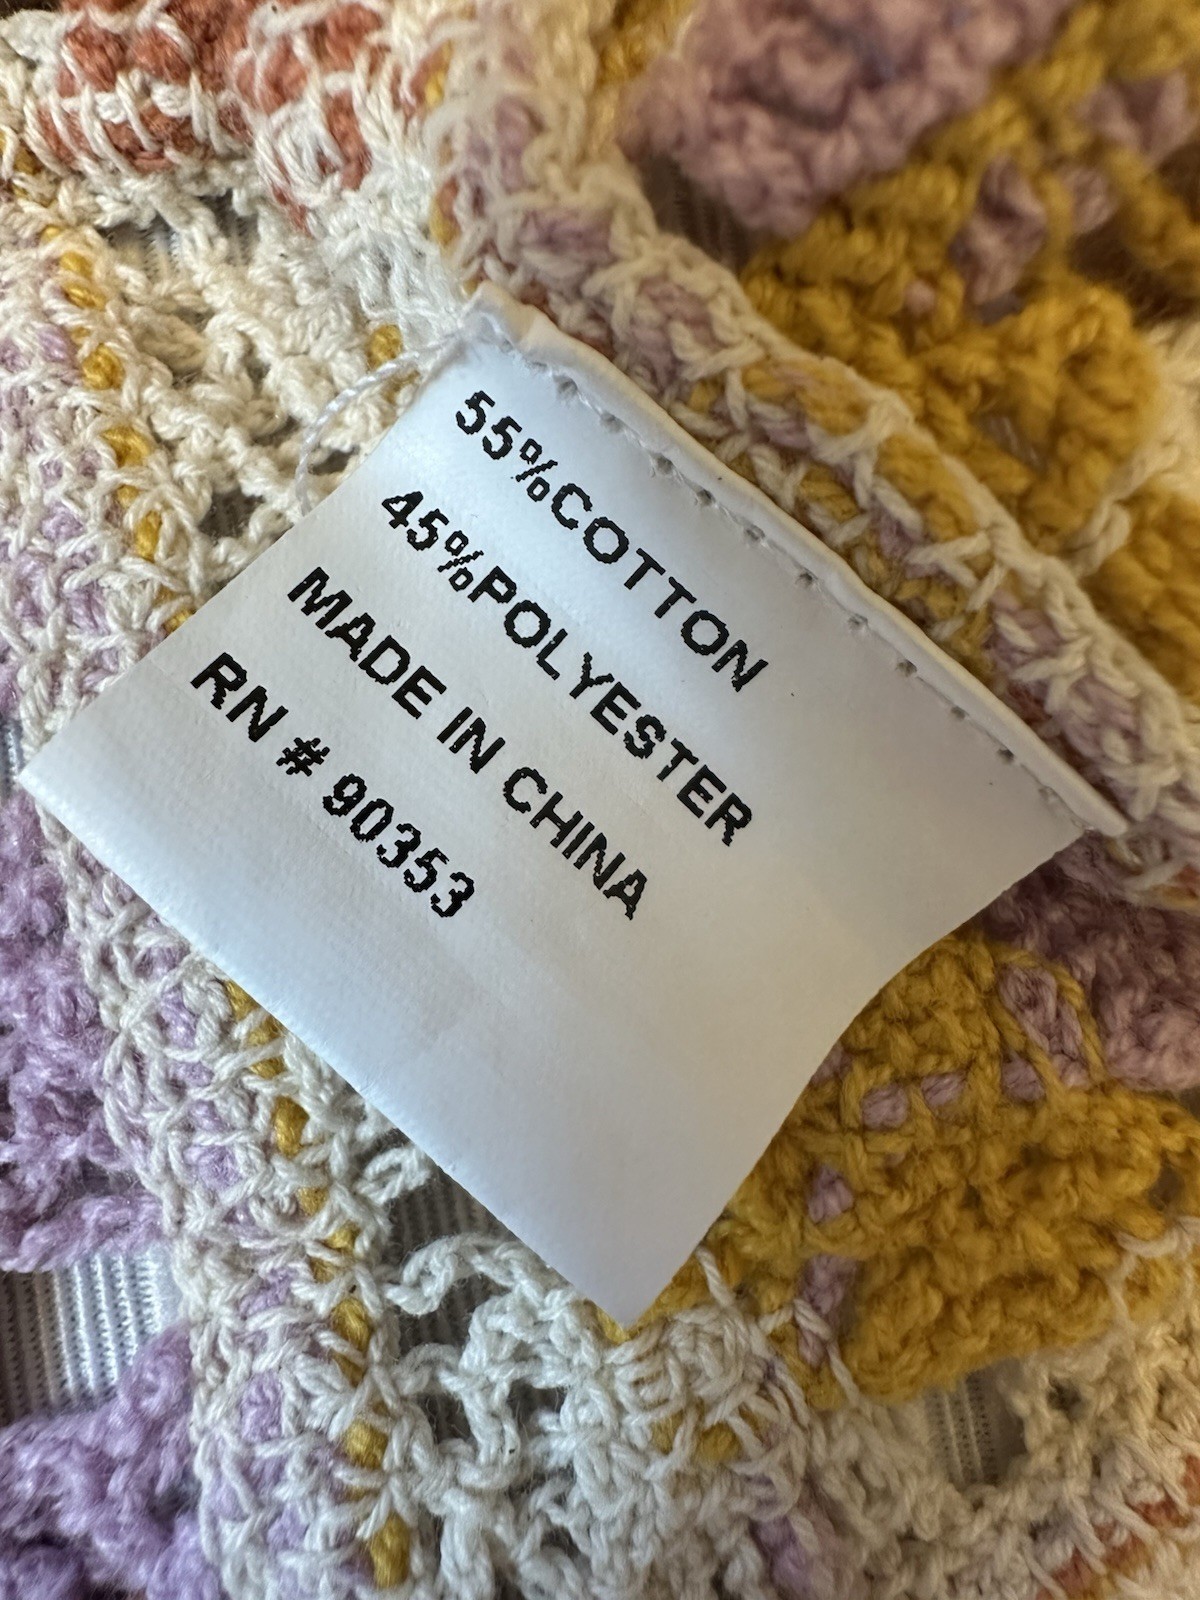 55%COTTON
45%POLYESTER
MADE IN CHINA
RN # 90353